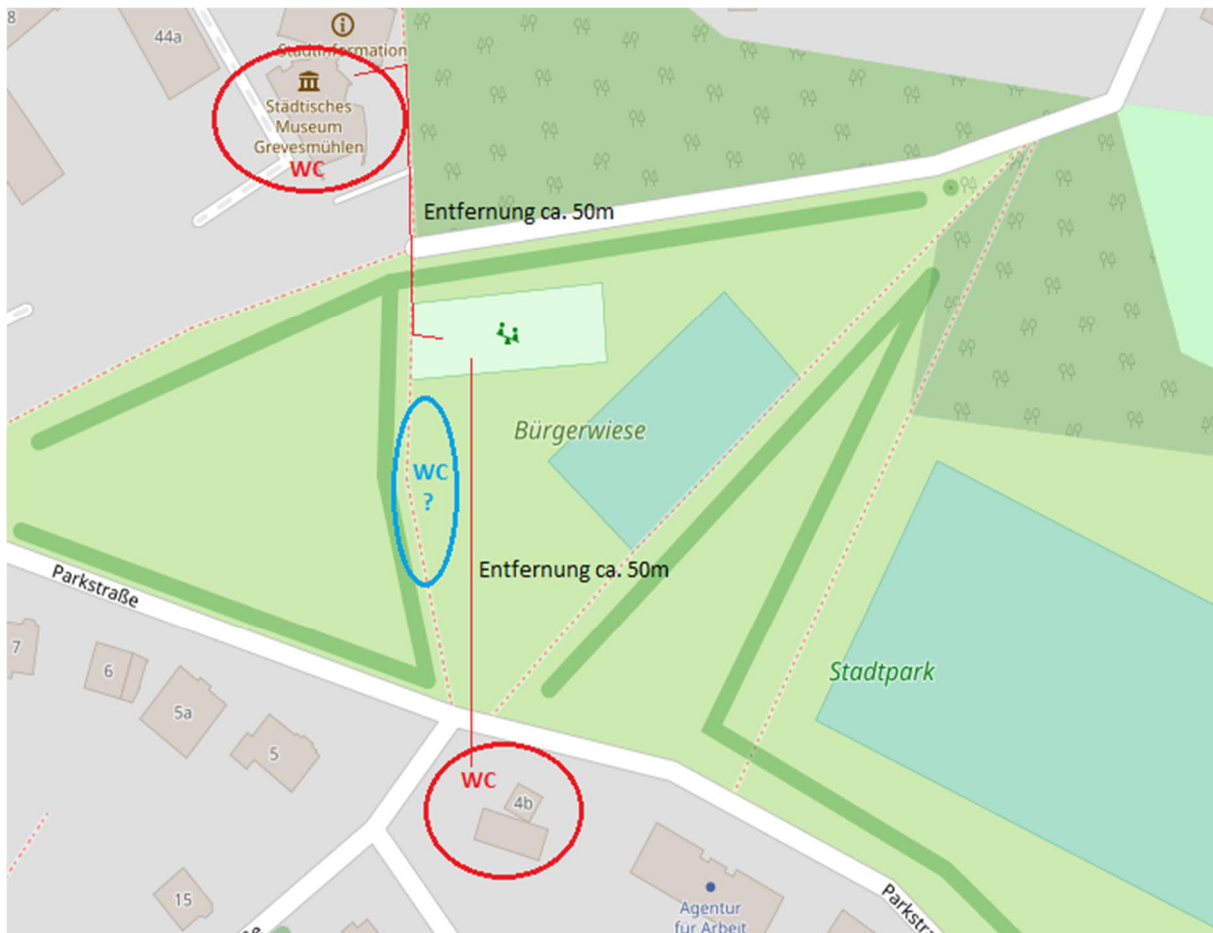 8
44a
Stadtinformation
Städtisches
Museum
Grevesmühlen
WC
Entfernung ca. 50m
Bürgerwiese
WC
?
Entfernung ca. 50m
Parkstraße
7
6
5a
5
Stadtpark
WC
4b
15
Agentur
für Arbeit
Parkstra